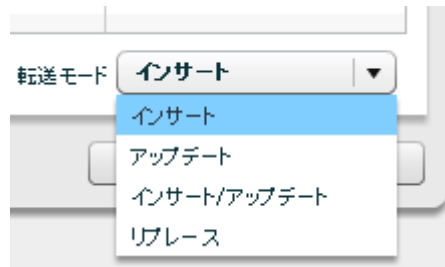 転送モード インサート
インサート
アップデート
インサート/アップデート
リプレース